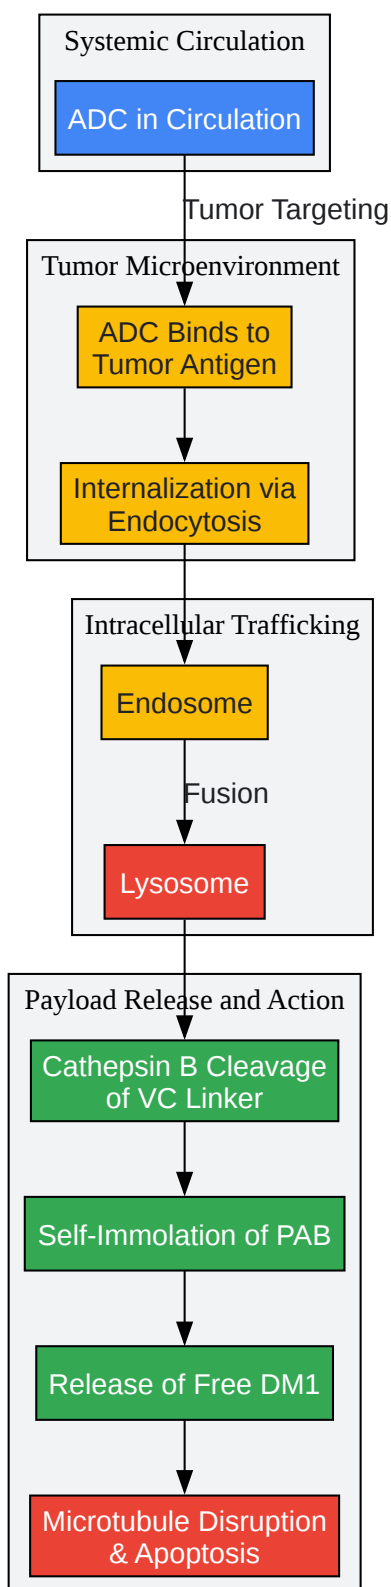 Systemic Circulation
ADC in Circulation
Tumor Targeting
Tumor Microenvironment
ADC Binds to
Tumor Antigen
Internalization via
Endocytosis
Intracellular Trafficking
Endosome
Fusion
Lysosome
Payload Release and Action
Cathepsin B Cleavage
of VC Linker
Self-Immolation of PAB
Release of Free DM1
Microtubule Disruption
& Apoptosis